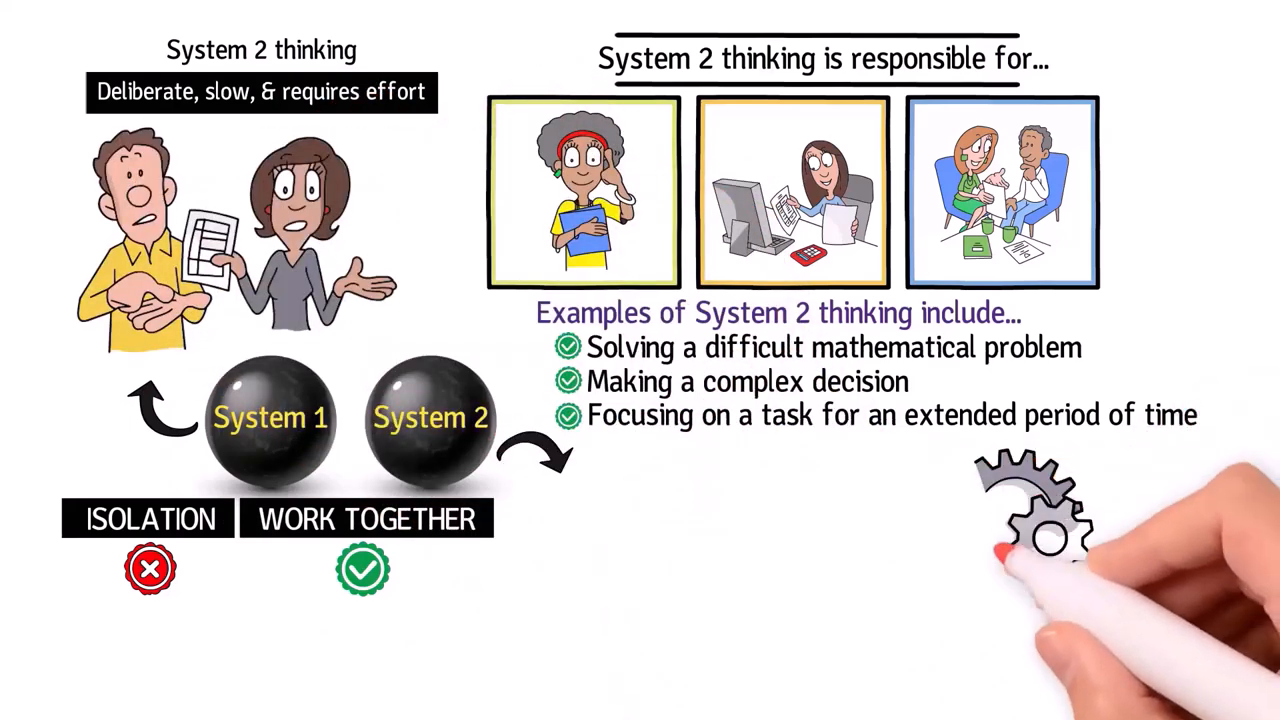 System 2 thinking
Deliberate, slow, & requires effort
System 2 thinking is responsible for...
Examples of System 2 thinking include...
Solving a difficult mathematical problem
Making a complex decision
Focusing on a task for an extended period of time
System 1
System 2
ISOLATION
WORK TOGETHER